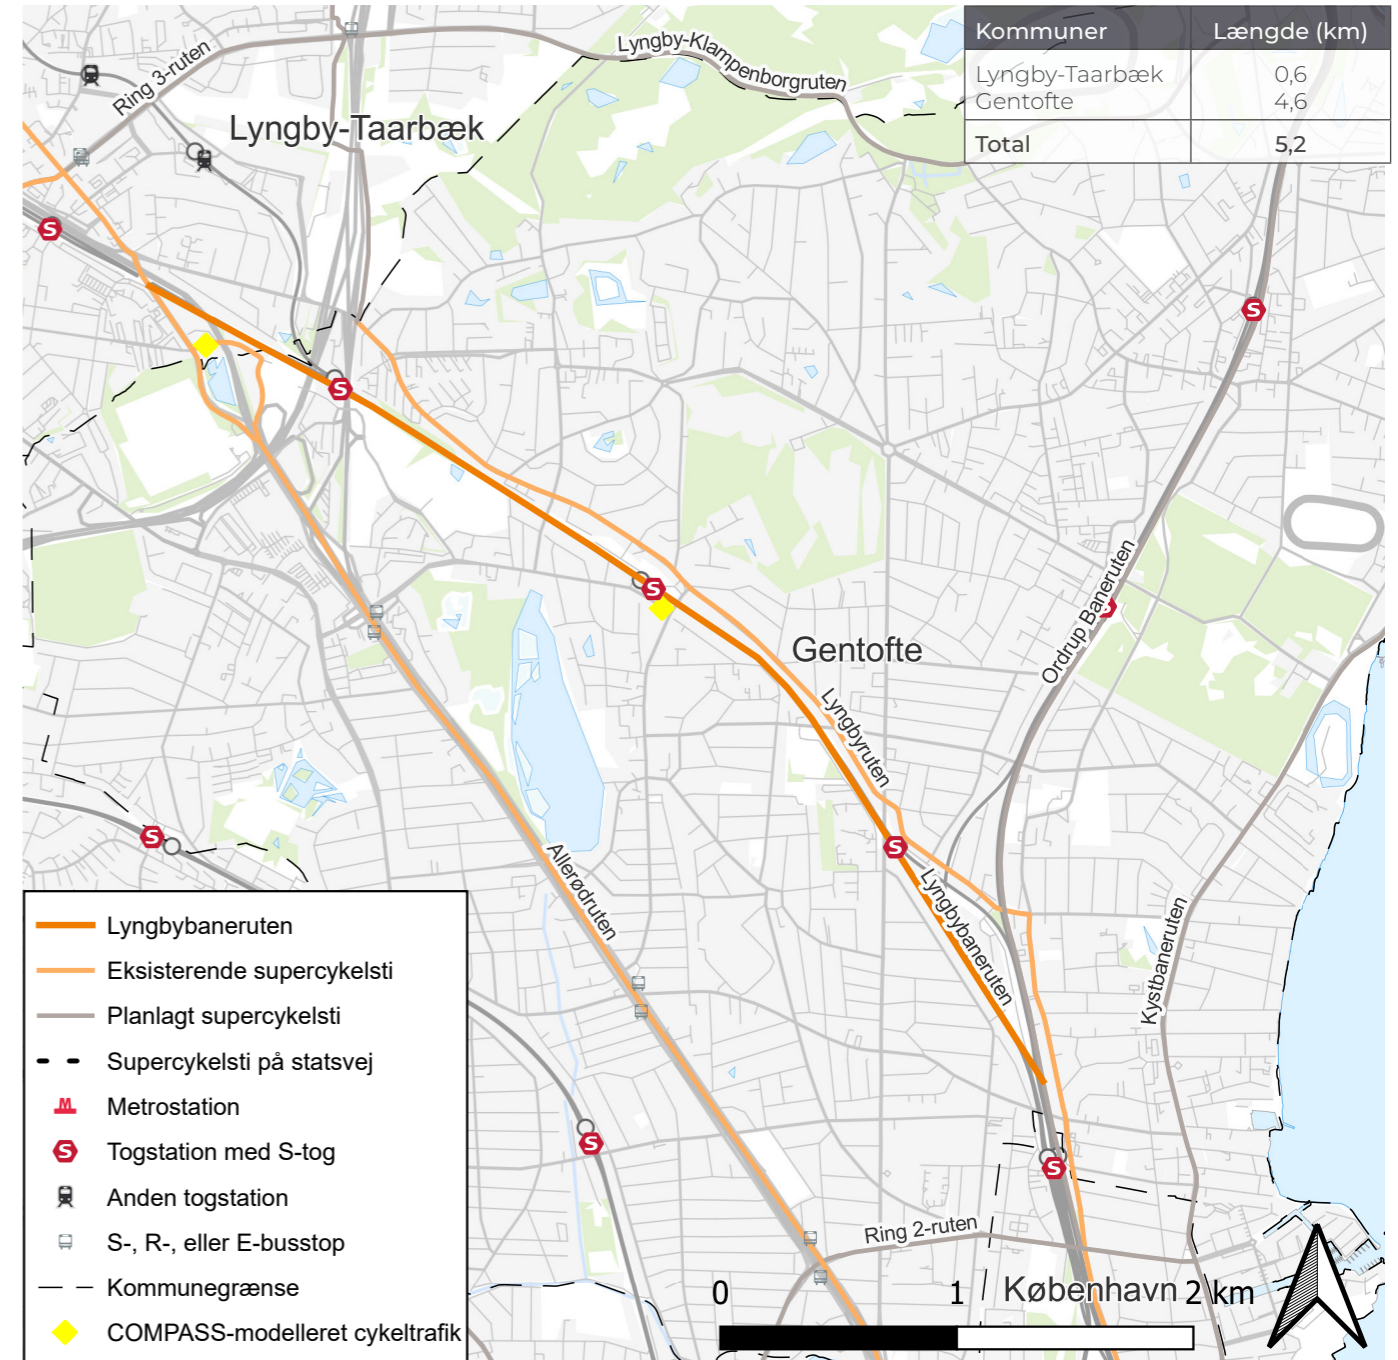 Kommuner Længde (km)
Lyngby-Taarbæk 0,6
Gentofte 4,6
Total 5,2
Lyngby-Klampenborgruten
Ring 3-ruten
Lyngby-Taarbæk
S
S
S
Ordrup Baneruten
S
S
Gentofte
Lyngbyruten
S
S
Allerødruten
Lyngbybaneruten
Kystbaneruten
S
S
Ring 2-ruten
København
0 1 2 km
Lyngbybaneruten
Eksisterende supercykelsti
Planlagt supercykelsti
Supercykelsti på statsvej
M Metrostation
S Togstation med S-tog
Anden togstation
S-, R-, eller E-busstop
Kommunegrænse
COMPASS-modelleret cykeltrafik